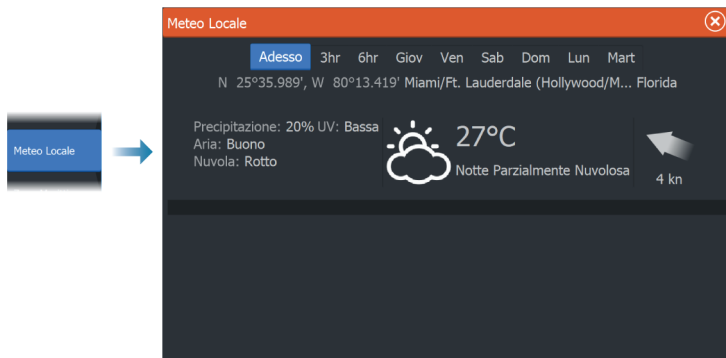 Meteo Locale
Meteo Locale
Adesso 3hr 6hr Giov Ven Sab Dom Lun Mart
N 25°35.989', W 80°13.419' Miami/Ft. Lauderdale (Hollywood/M... Florida
Precipitazione: 20% UV: Bassa
Aria: Buono
Nuvola: Rotto
27°C
Notte Parzialmente Nuvolosa
4 kn